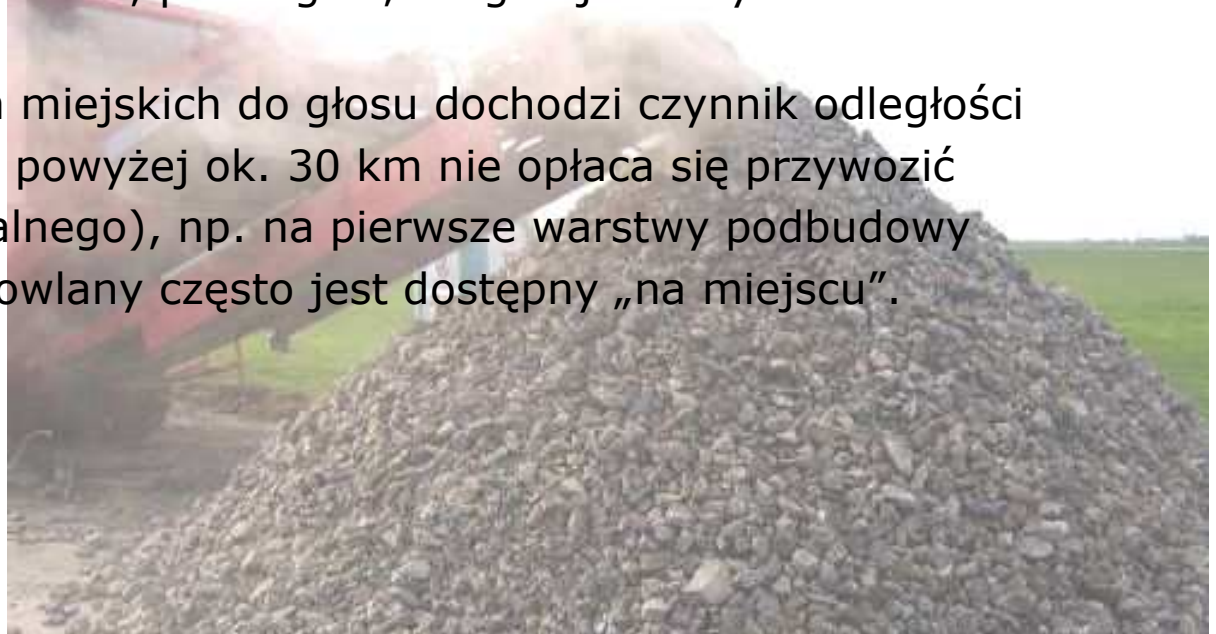 miejskich do głosu dochodzi czynnik odległości
powyżej ok. 30 km nie opłaca się przywozić
alnego), np. na pierwsze warstwy podbudowy
owlany często jest dostępny „na miejscu”.